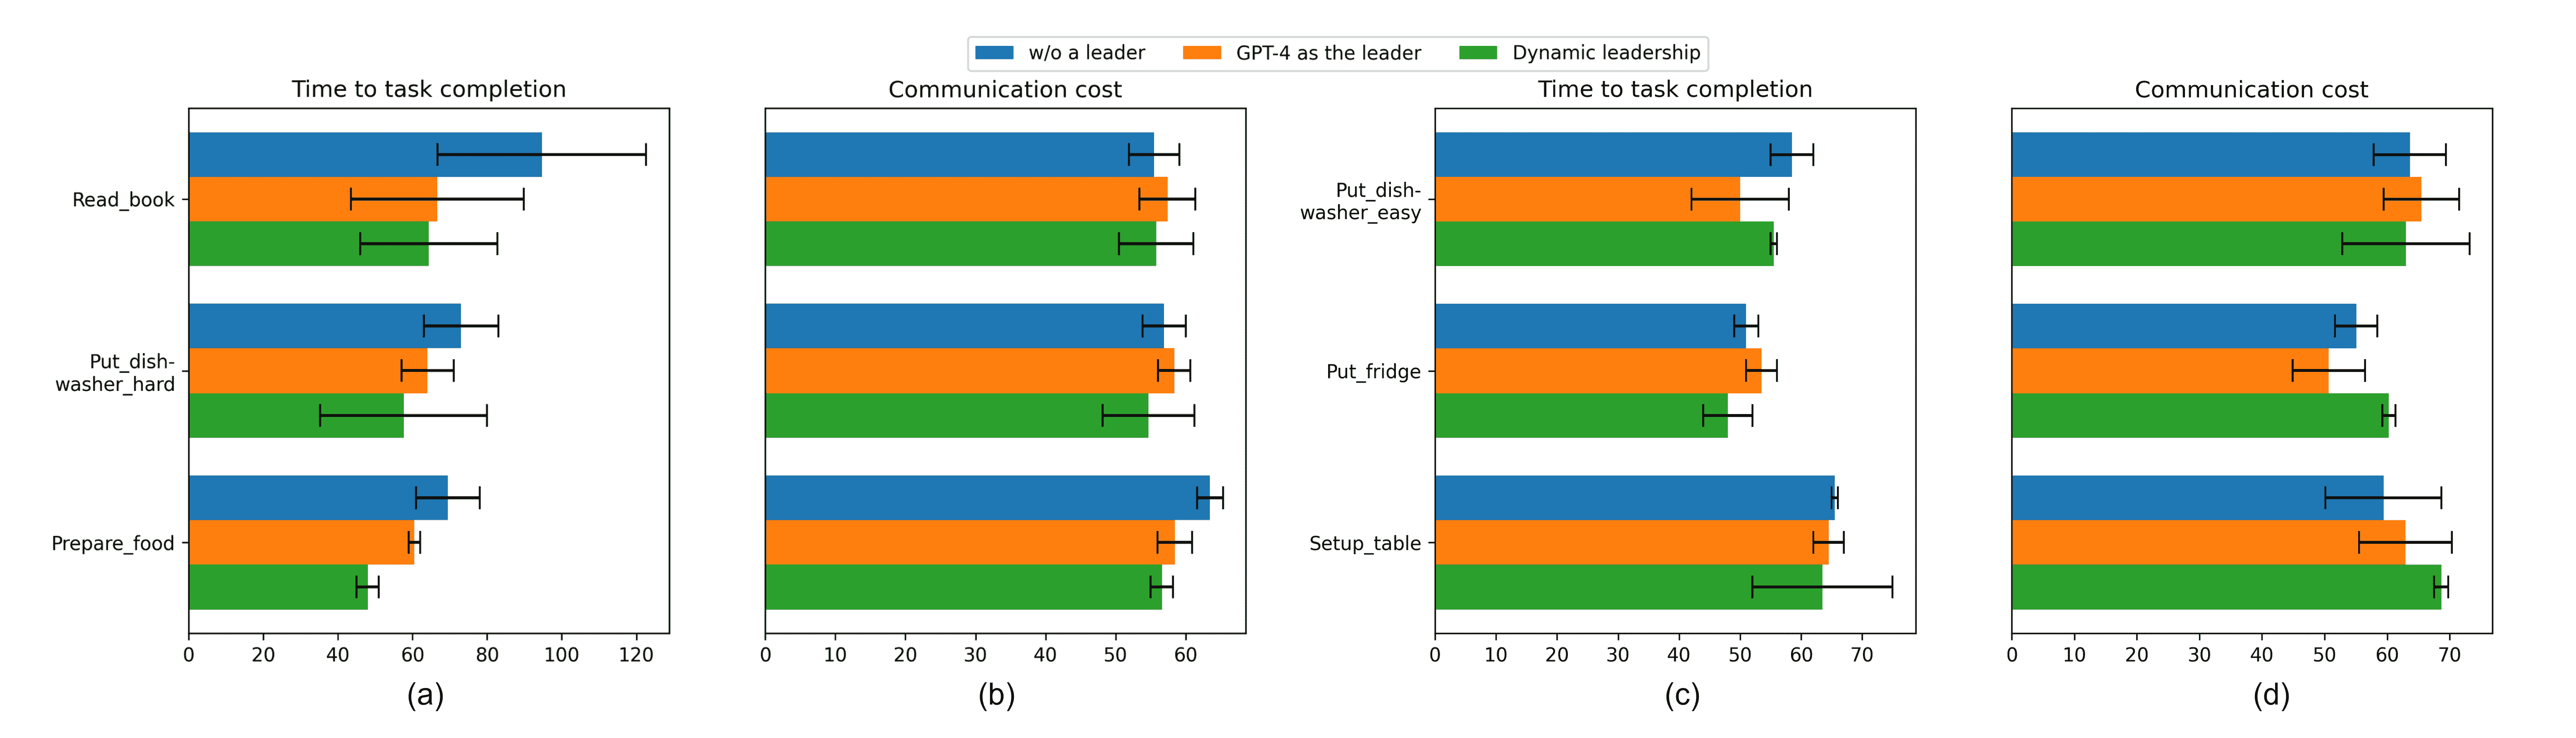 w/o a leader GPT-4 as the leader Dynamic leadership
Time to task completion
Read_book
Put_dish-
washer_hard
Prepare_food
0 20 40 60 80 100 120
(a)
Communication cost
0 10 20 30 40 50 60
(b)
Time to task completion
Put_dish-
washer_easy
Put_fridge
Setup_table
0 10 20 30 40 50 60 70
(c)
Communication cost
0 10 20 30 40 50 60 70
(d)